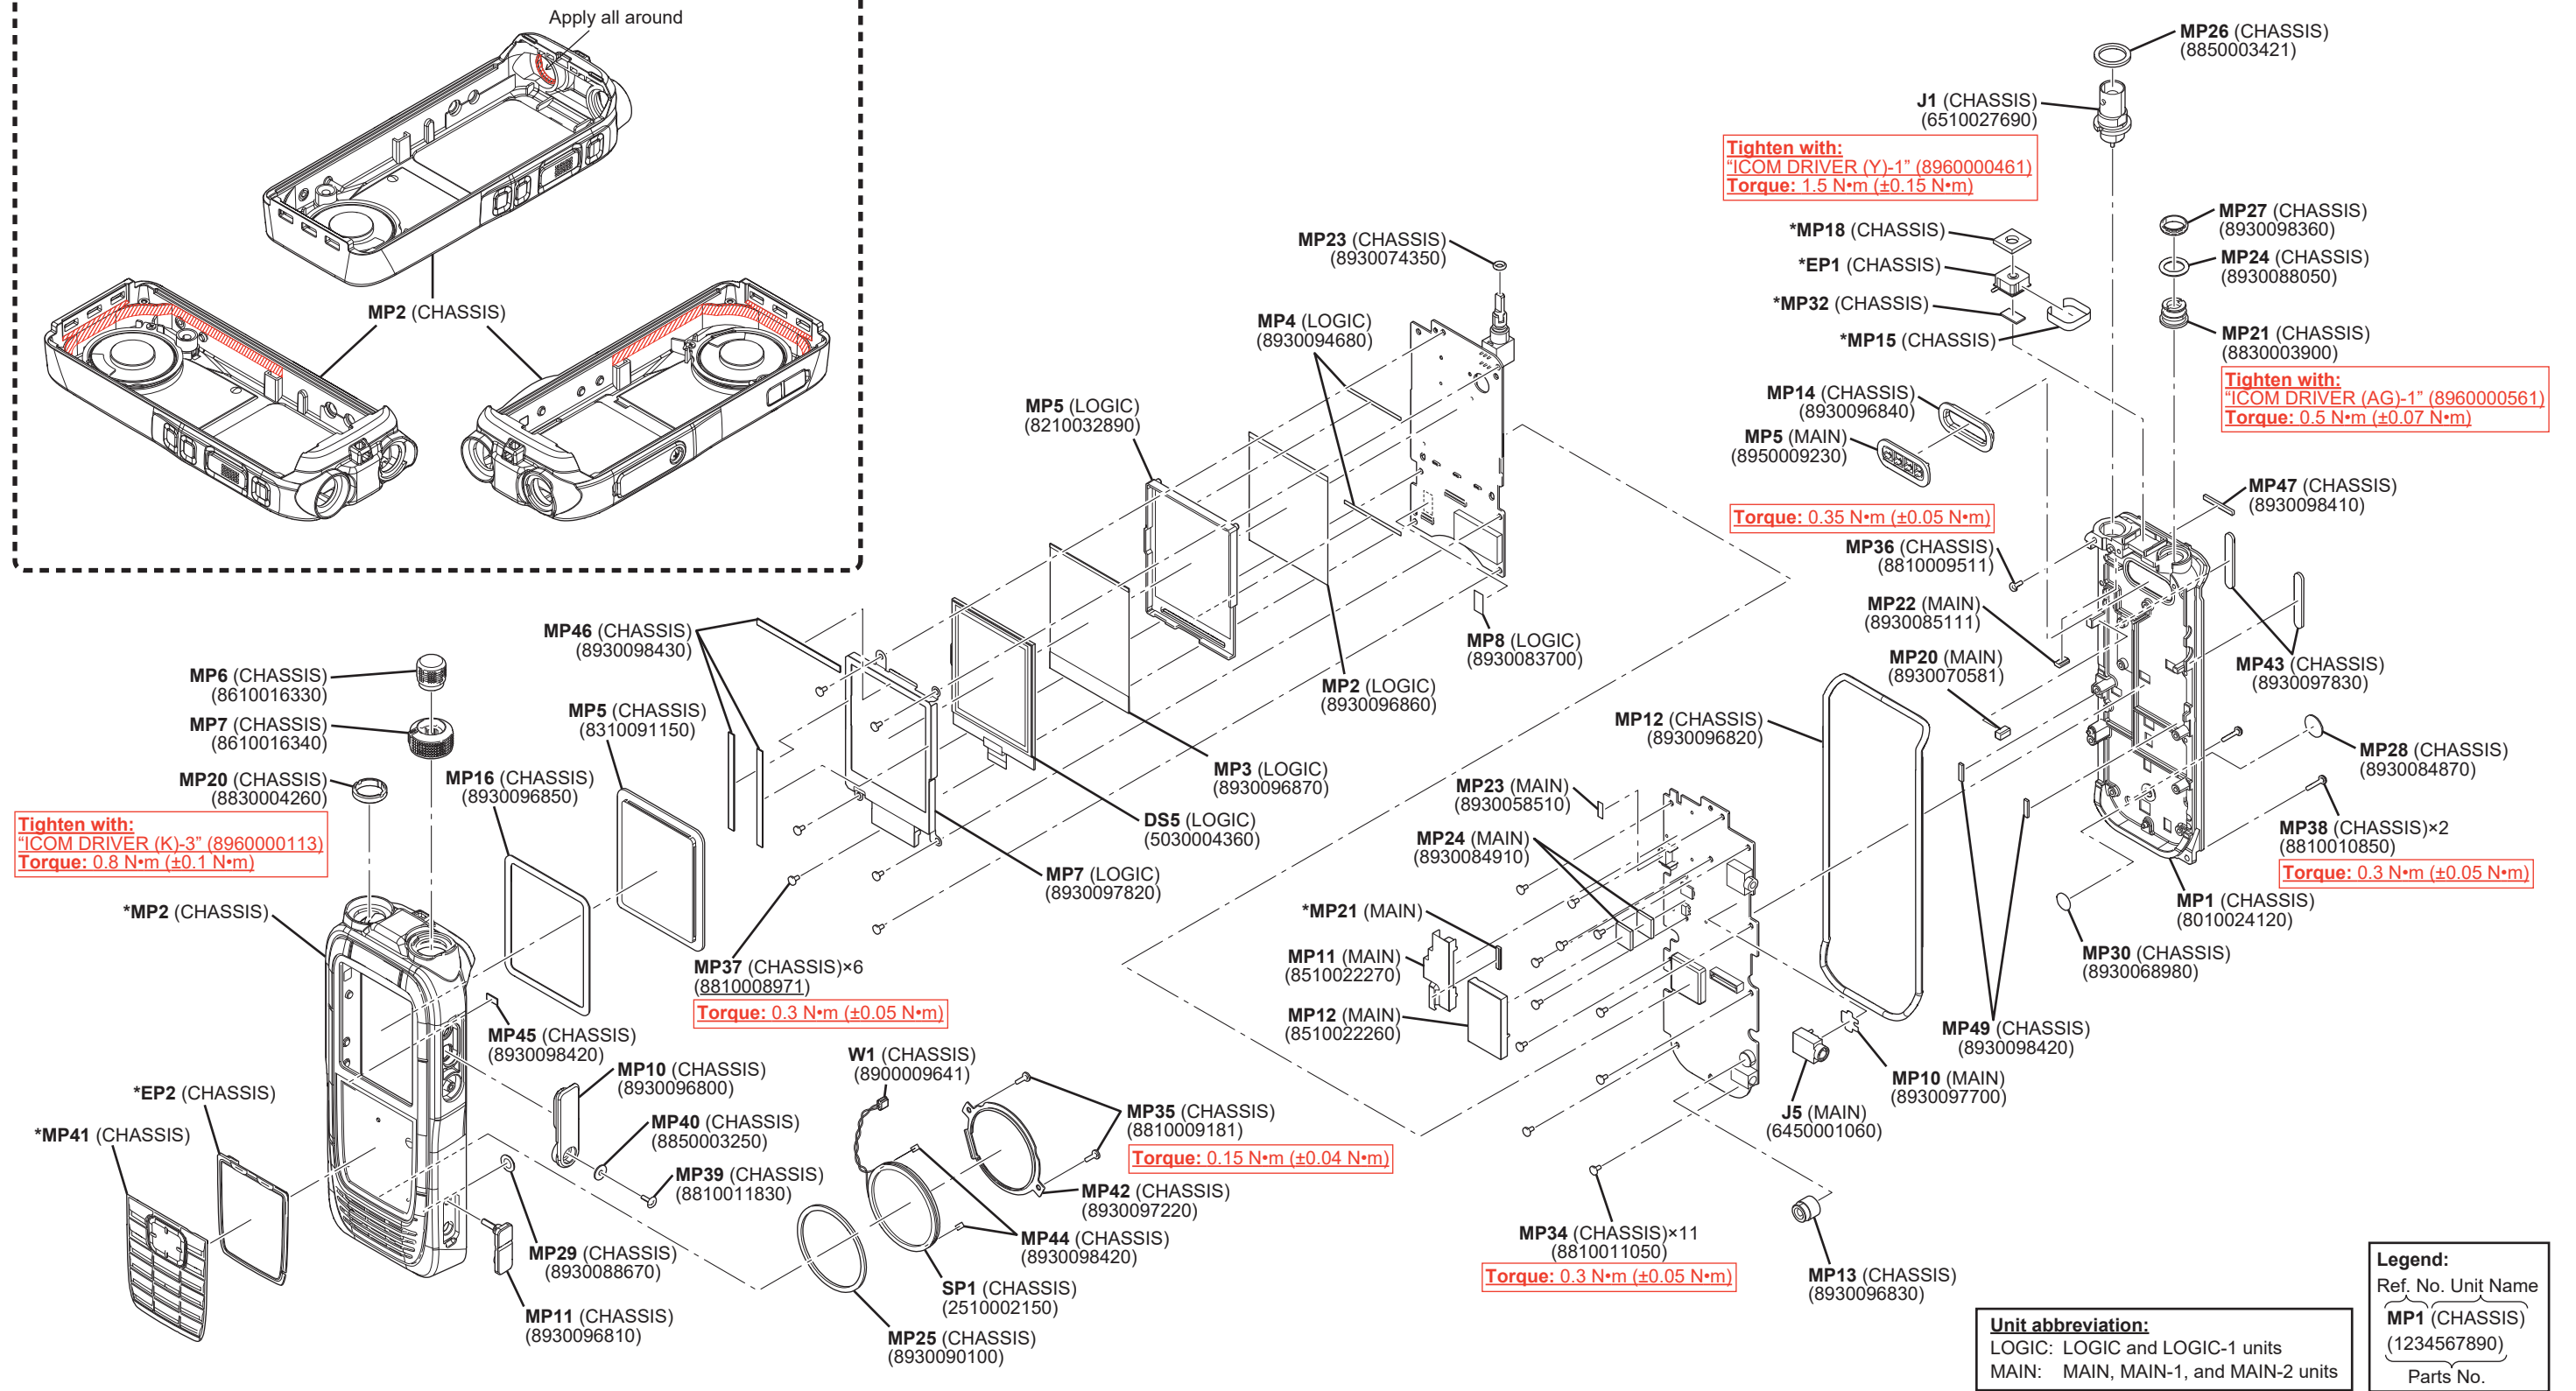 Apply all around
MP2 (CHASSIS)
MP26 (CHASSIS)
(8850003421)
J1 (CHASSIS)
(6510027690)
Tighten with:
“ICOM DRIVER (Y)-1” (8960000461)
Torque: 1.5 N•m (±0.15 N•m)
*MP18 (CHASSIS)
*EP1 (CHASSIS)
*MP32 (CHASSIS)
*MP15 (CHASSIS)
MP27 (CHASSIS)
(8930098360)
MP24 (CHASSIS)
(8930088050)
MP21 (CHASSIS)
(8830003900)
Tighten with:
“ICOM DRIVER (AG)-1” (8960000561)
Torque: 0.5 N•m (±0.07 N•m)
MP23 (CHASSIS)
(8930074350)
MP4 (LOGIC)
(8930094680)
MP5 (LOGIC)
(8210032890)
MP14 (CHASSIS)
(8930096840)
MP5 (MAIN)
(8950009230)
MP47 (CHASSIS)
(8930098410)
Torque: 0.35 N•m (±0.05 N•m)
MP36 (CHASSIS)
(8810009511)
MP22 (MAIN)
(8930085111)
MP20 (MAIN)
(8930070581)
MP43 (CHASSIS)
(8930097830)
MP8 (LOGIC)
(8930083700)
MP2 (LOGIC)
(8930096860)
MP46 (CHASSIS)
(8930098430)
MP6 (CHASSIS)
(8610016330)
MP7 (CHASSIS)
(8610016340)
MP5 (CHASSIS)
(8310091150)
MP12 (CHASSIS)
(8930096820)
MP28 (CHASSIS)
(8930084870)
MP20 (CHASSIS)
(8830004260)
MP16 (CHASSIS)
(8930096850)
MP3 (LOGIC)
(8930096870)
MP23 (MAIN)
(8930058510)
Tighten with:
“ICOM DRIVER (K)-3” (8960000113)
Torque: 0.8 N•m (±0.1 N•m)
DS5 (LOGIC)
(5030004360)
MP24 (MAIN)
(8930084910)
MP38 (CHASSIS)×2
(8810010850)
Torque: 0.3 N•m (±0.05 N•m)
MP7 (LOGIC)
(8930097820)
*MP2 (CHASSIS)
*MP21 (MAIN)
MP1 (CHASSIS)
(8010024120)
MP30 (CHASSIS)
(8930068980)
MP37 (CHASSIS)×6
(8810008971)
Torque: 0.3 N•m (±0.05 N•m)
MP11 (MAIN)
(8510022270)
MP12 (MAIN)
(8510022260)
MP45 (CHASSIS)
(8930098420)
MP49 (CHASSIS)
(8930098420)
W1 (CHASSIS)
(8900009641)
MP10 (CHASSIS)
(8930096800)
MP10 (MAIN)
(8930097700)
*EP2 (CHASSIS)
J5 (MAIN)
(6450001060)
MP35 (CHASSIS)
(8810009181)
Torque: 0.15 N•m (±0.04 N•m)
MP40 (CHASSIS)
(8850003250)
*MP41 (CHASSIS)
MP39 (CHASSIS)
(8810011830)
MP42 (CHASSIS)
(8930097220)
MP44 (CHASSIS)
(8930098420)
MP34 (CHASSIS)×11
(8810011050)
Torque: 0.3 N•m (±0.05 N•m)
MP29 (CHASSIS)
(8930088670)
SP1 (CHASSIS)
(2510002150)
MP13 (CHASSIS)
(8930096830)
MP11 (CHASSIS)
(8930096810)
MP25 (CHASSIS)
(8930090100)
Unit abbreviation:
LOGIC: LOGIC and LOGIC-1 units
MAIN: MAIN, MAIN-1, and MAIN-2 units
Legend:
Ref. No. Unit Name
MP1 (CHASSIS)
(1234567890)
Parts No.